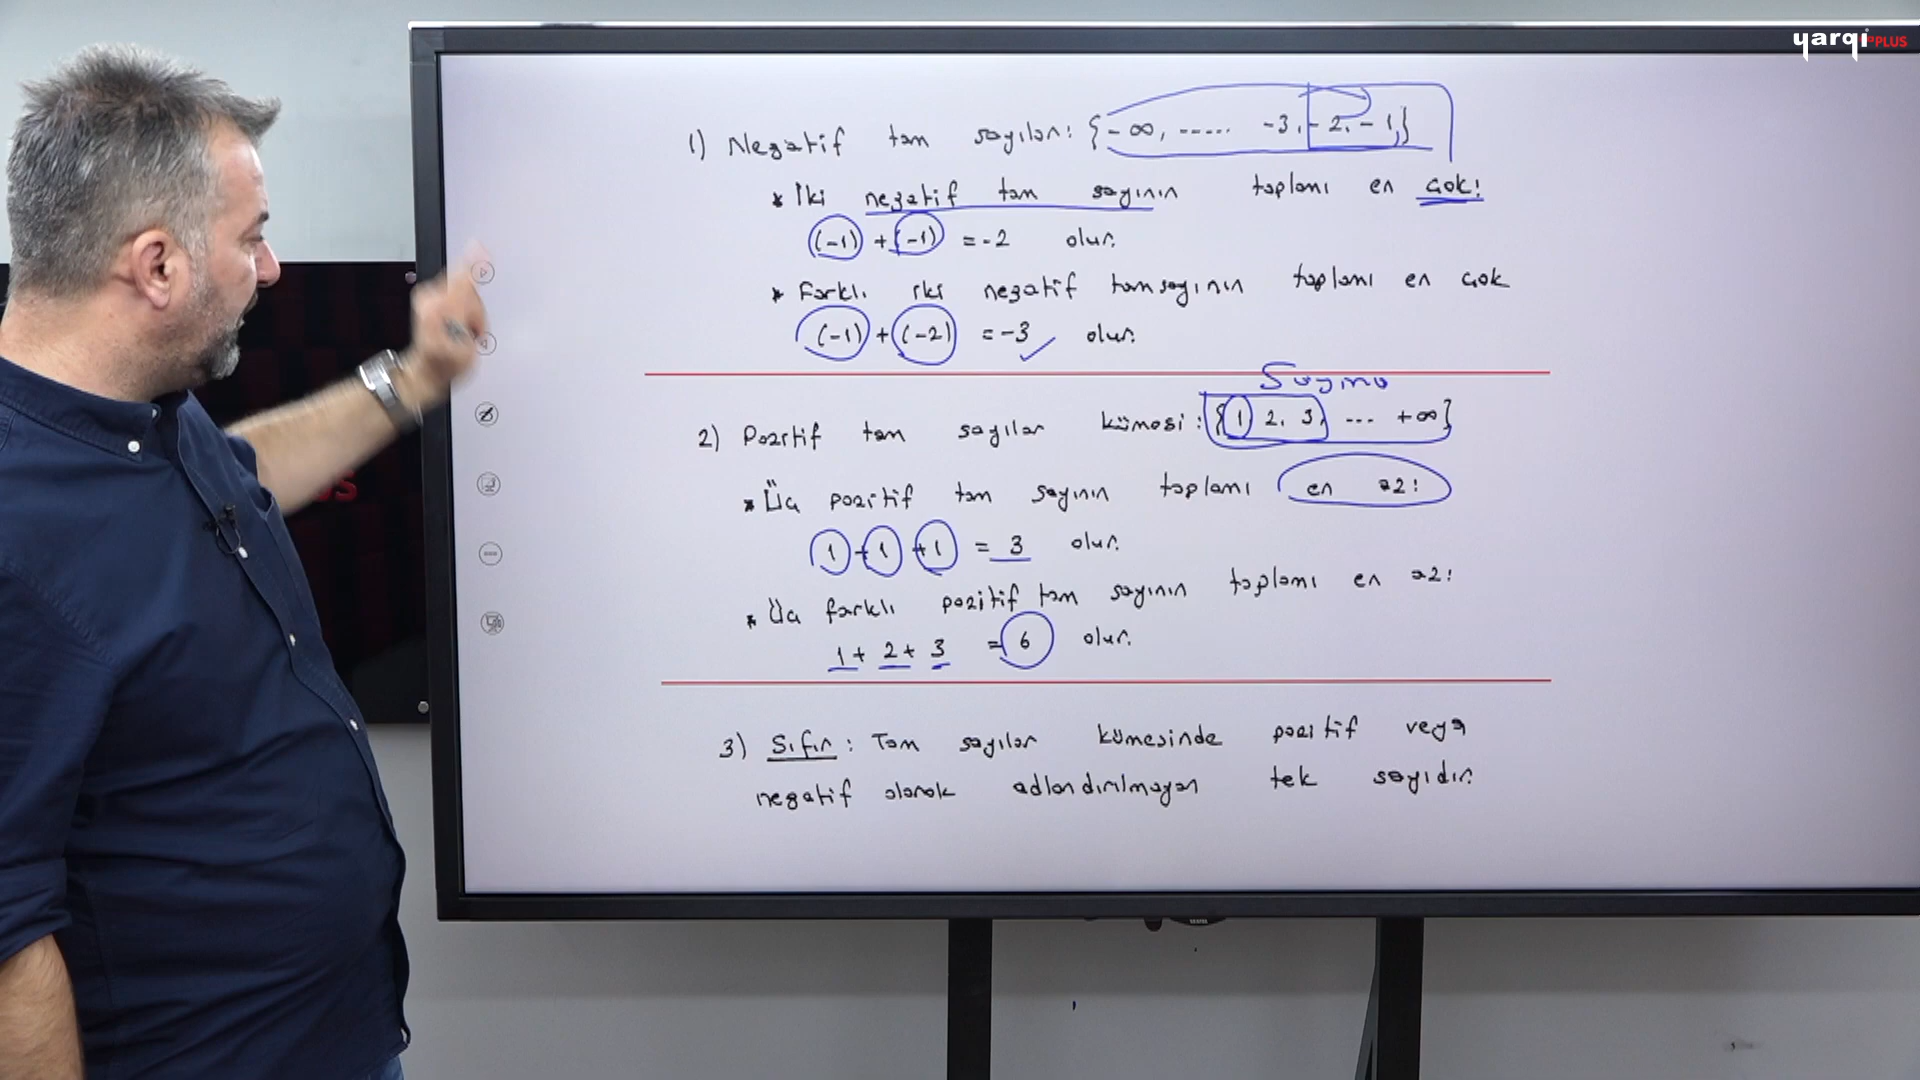 yarqı PLUS
1) Negatif tam sayılar: {-∞, ..... -3, -2, -1,}
* İki negatif tam sayının toplamı en çok!
(-1) + (-1) = -2 olur.
* Farklı iki negatif tamsayının toplamı en çok
(-1) + (-2) = -3 olur.
Sayma
2) Pozitif tam sayılar kümesi: {1 2, 3, ... +∞}
* Üç pozitif tam sayının toplamı en az!
1 + 1 + 1 = 3 olur.
* Üç farklı pozitif tam sayının toplamı en az!
1 + 2 + 3 = 6 olur.
3) Sıfır: Tam sayılar kümesinde pozitif veya
negatif olarak adlandırılmayan tek sayıdır.